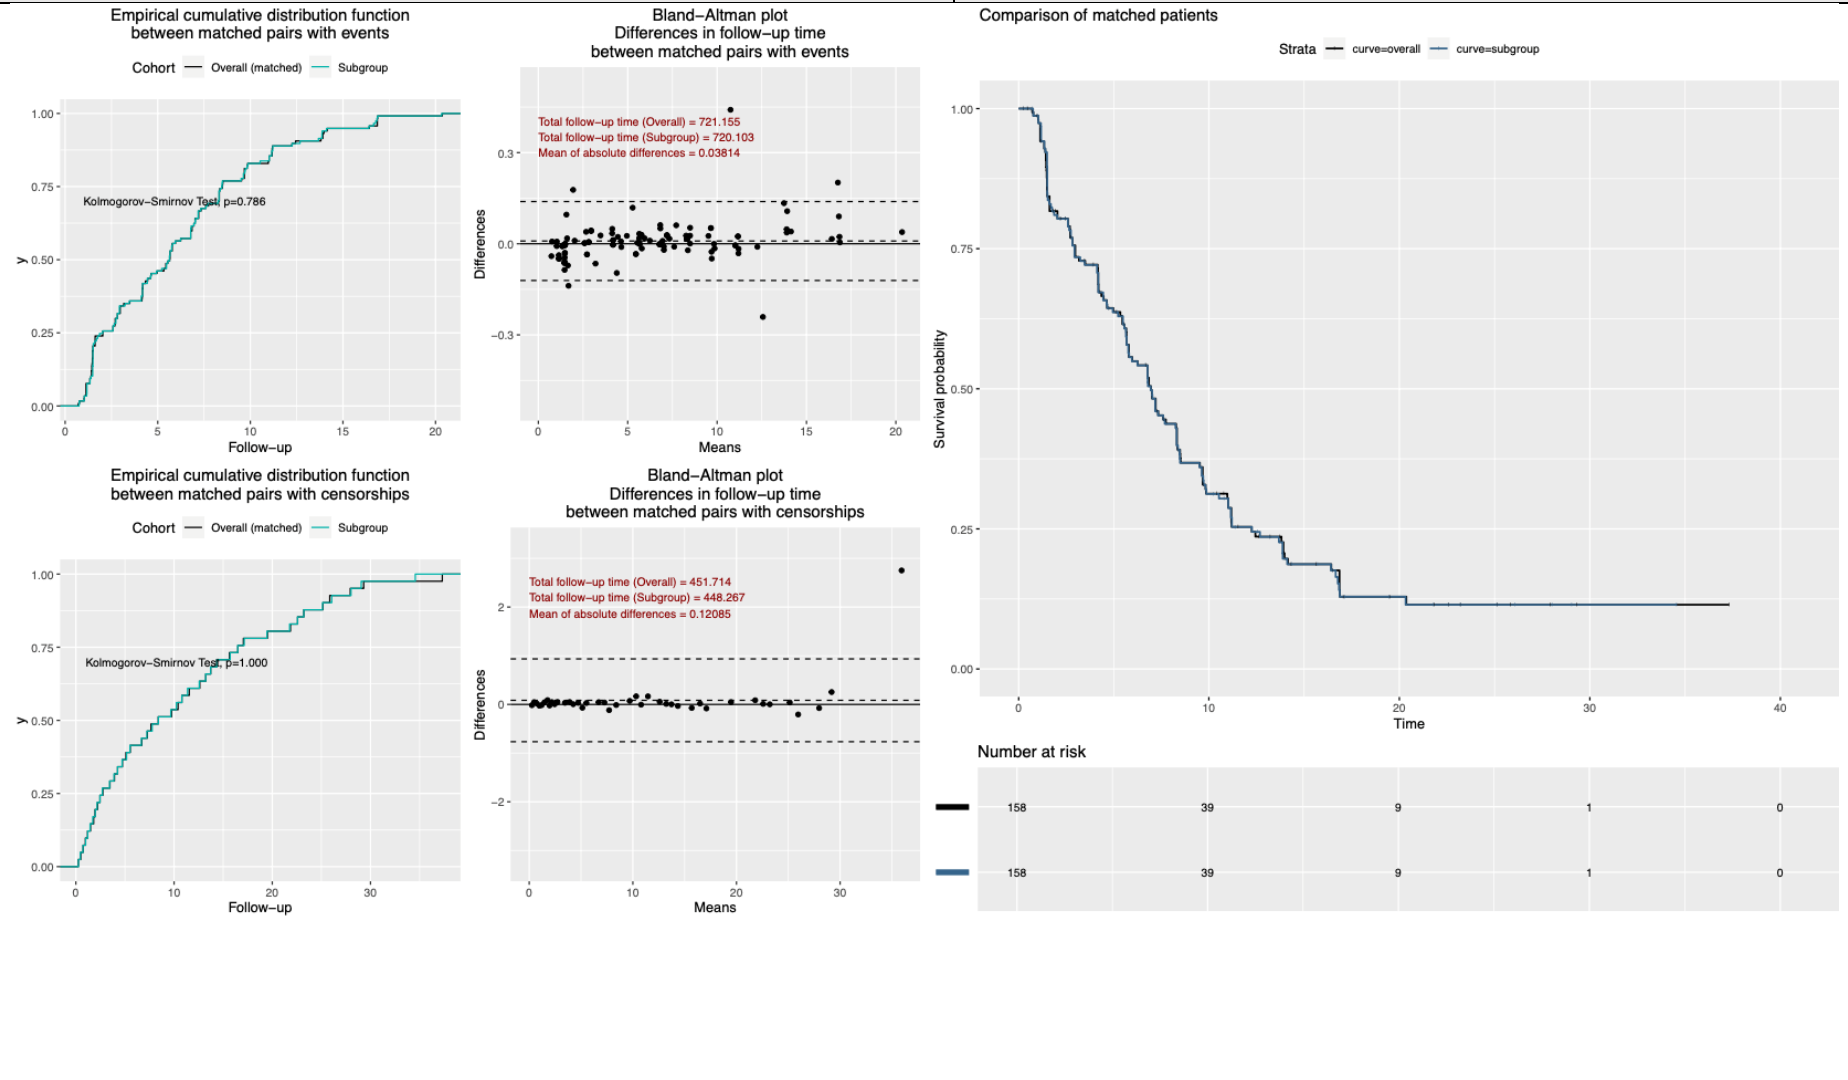 Empirical cumulative distribution function
between matched pairs with events
Cohort Overall (matched) Subgroup
1.00
0.75
0.50
0.25
0.00
y
Kolmogorov−Smirnov Test, p=0.786
0 5 10 15 20
Follow−up
Bland−Altman plot
Differences in follow−up time
between matched pairs with events
Total follow−up time (Overall) = 721.155
Total follow−up time (Subgroup) = 720.103
Mean of absolute differences = 0.03814
0.3
0.0
−0.3
Differences
0 5 10 15 20
Means
Empirical cumulative distribution function
between matched pairs with censorships
Cohort Overall (matched) Subgroup
1.00
0.75
0.50
0.25
0.00
y
Kolmogorov−Smirnov Test, p=1.000
0 10 20 30
Follow−up
Bland−Altman plot
Differences in follow−up time
between matched pairs with censorships
Total follow−up time (Overall) = 451.714
Total follow−up time (Subgroup) = 448.267
Mean of absolute differences = 0.12085
2
0
−2
Differences
0 10 20 30
Means
Comparison of matched patients
Strata curve=overall curve=subgroup
1.00
0.75
0.50
0.25
0.00
Survival probability
0 10 20 30 40
Time
Number at risk
158 39 9 1 0
158 39 9 1 0